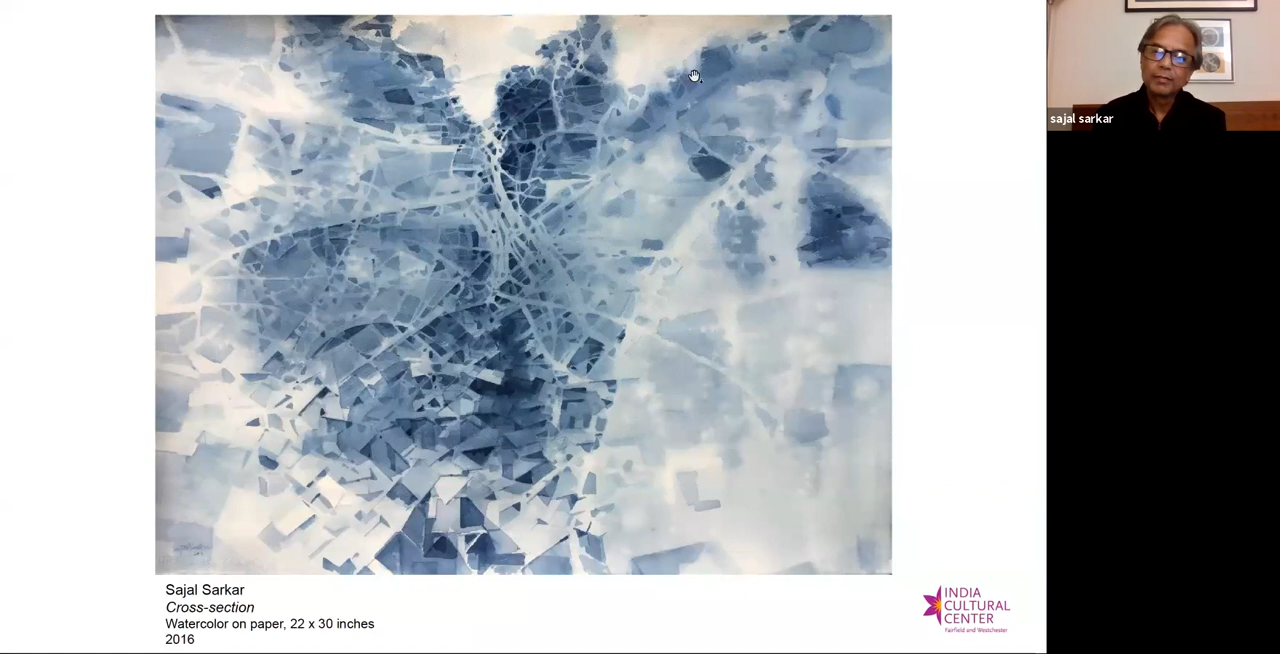 sajal sarkar
Sajal Sarkar
Cross-section
Watercolor on paper, 22 x 30 inches
2016
INDIA
CULTURAL
CENTER
Fairfield and Westchester